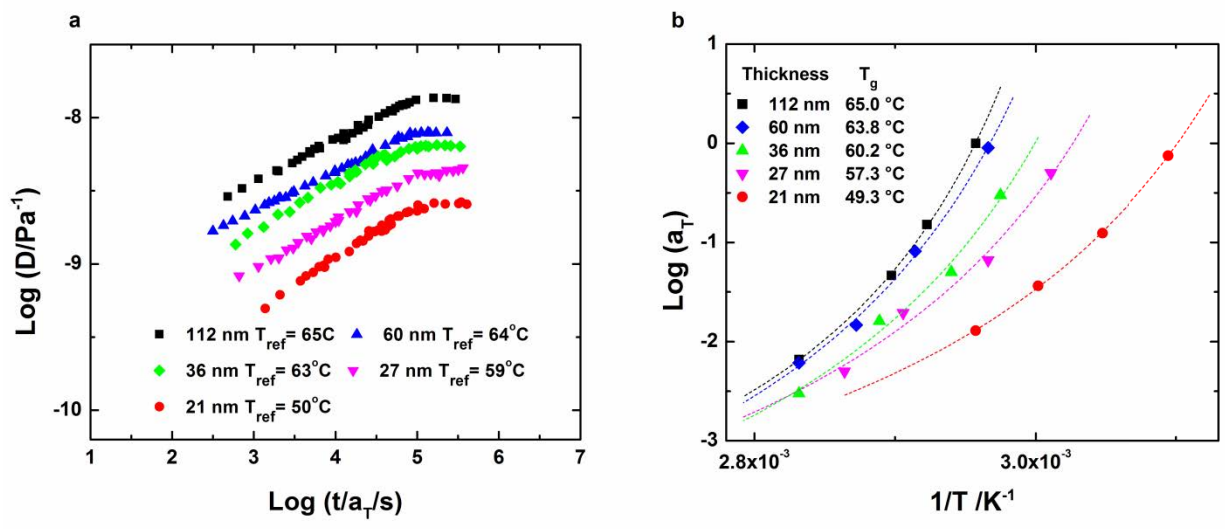 a
Log (D/Pa⁻¹)
-8
-9
-10
112 nm T_ref= 65C
60 nm T_ref= 64°C
36 nm T_ref= 63°C
27 nm T_ref= 59°C
21 nm T_ref= 50°C
1 2 3 4 5 6 7
Log (t/a_T/s)
b
Log (a_T)
1
0
-1
-2
-3
Thickness T_g
112 nm 65.0 °C
60 nm 63.8 °C
36 nm 60.2 °C
27 nm 57.3 °C
21 nm 49.3 °C
2.8x10⁻³ 3.0x10⁻³
1/T /K⁻¹